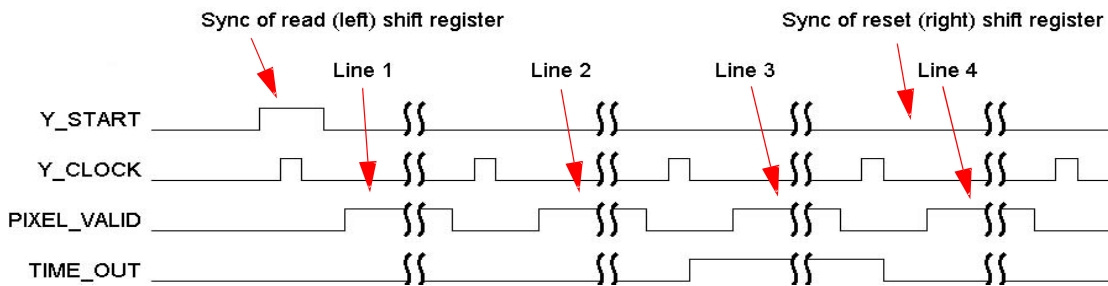 Sync of read (left) shift register
Sync of reset (right) shift register
Line 1
Line 2
Line 3
Line 4
Y_START
Y_CLOCK
PIXEL_VALID
TIME_OUT